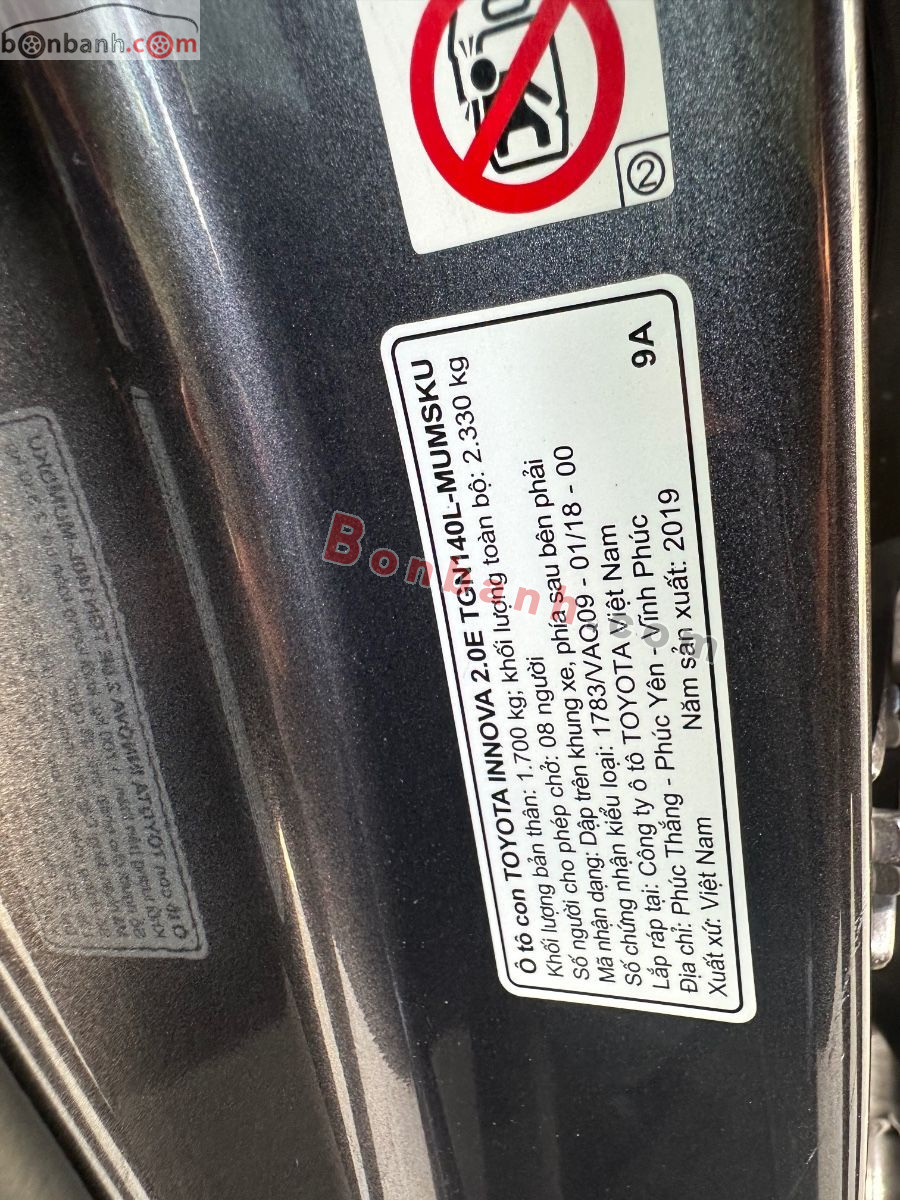 bonbanh.com
2
Ô tô con TOYOTA INNOVA 2.0E TGN140L-MUMSKU
Khối lượng bản thân: 1.700 kg; khối lượng toàn bộ: 2.330 kg
Số người cho phép chở: 08 người
Mã nhận dạng: Dập trên khung xe, phía sau bên phải
Số chứng nhận kiểu loại: 1783/VAQ09 - 01/18 - 00
Lắp ráp tại: Công ty ô tô TOYOTA Việt Nam
Địa chỉ: Phúc Thắng - Phúc Yên - Vĩnh Phúc
Xuất xứ: Việt Nam Năm sản xuất: 2019
9A
Bonbanh.com